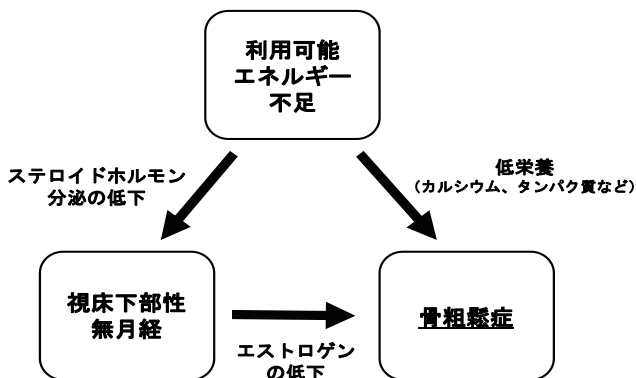 利用可能
エネルギー
不足
ステロイドホルモン
分泌の低下
低栄養
（カルシウム、タンパク質など）
視床下部性
無月経
骨粗鬆症
エストロゲン
の低下